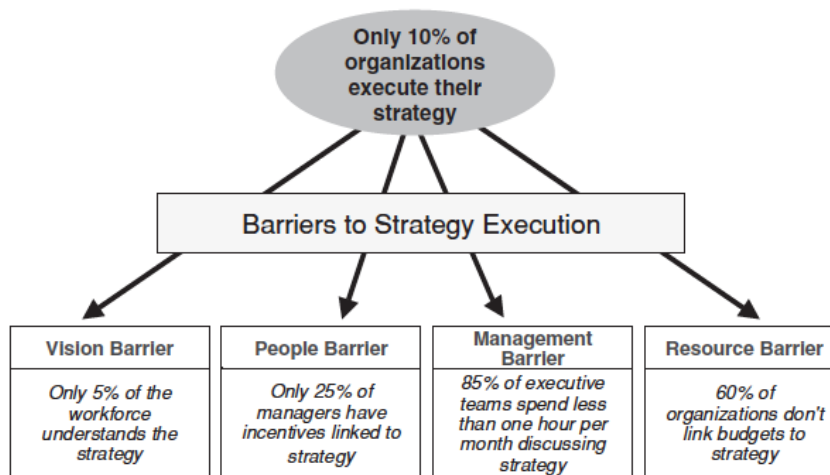 Only 10% of
organizations
execute their
strategy
Barriers to Strategy Execution
Vision Barrier
Only 5% of the
workforce
understands the
strategy
People Barrier
Only 25% of
managers have
incentives linked to
strategy
Management
Barrier
85% of executive
teams spend less
than one hour per
month discussing
strategy
Resource Barrier
60% of
organizations don't
link budgets to
strategy